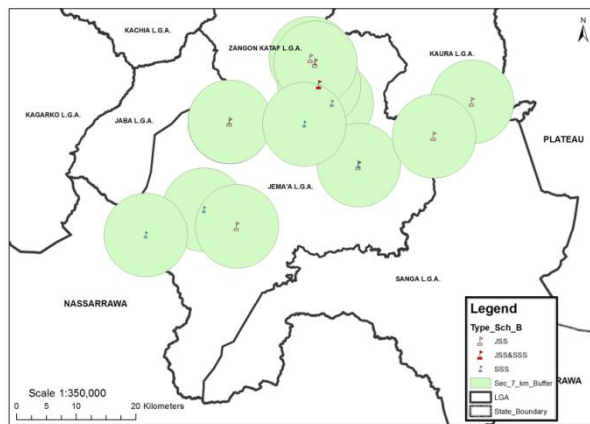 N
KACHIA L.G.A.
ZANGON KATAF L.G.A.
KAURA L.G.A.
KAGARKO L.G.A.
JABA L.G.A.
PLATEAU
JEMA'A L.G.A.
SANGA L.G.A.
NASSARRAWA
Legend
Type_Sch_B
JSS
JSS&SSS
SSS
Sec_7_km_Buffer
LGA
State_Boundary
RAWA
Scale 1:350,000
0 5 10 20 Kilometers